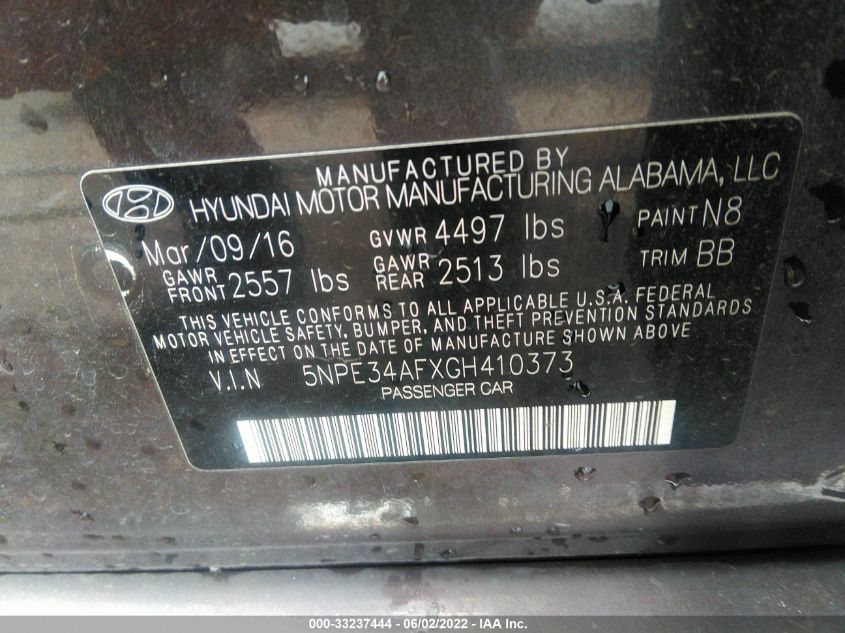 MANUFACTURED BY
HYUNDAI MOTOR MANUFACTURING ALABAMA, LLC
Mar/09/16 GVWR 4497 lbs PAINT N8
GAWR FRONT 2557 lbs GAWR REAR 2513 lbs TRIM BB
THIS VEHICLE CONFORMS TO ALL APPLICABLE U.S.A. FEDERAL
MOTOR VEHICLE SAFETY, BUMPER, AND THEFT PREVENTION STANDARDS
IN EFFECT ON THE DATE OF MANUFACTURE SHOWN ABOVE
V.I.N 5NPE34AFXGH410373
PASSENGER CAR
000-33237444 - 06/02/2022 - IAA Inc.